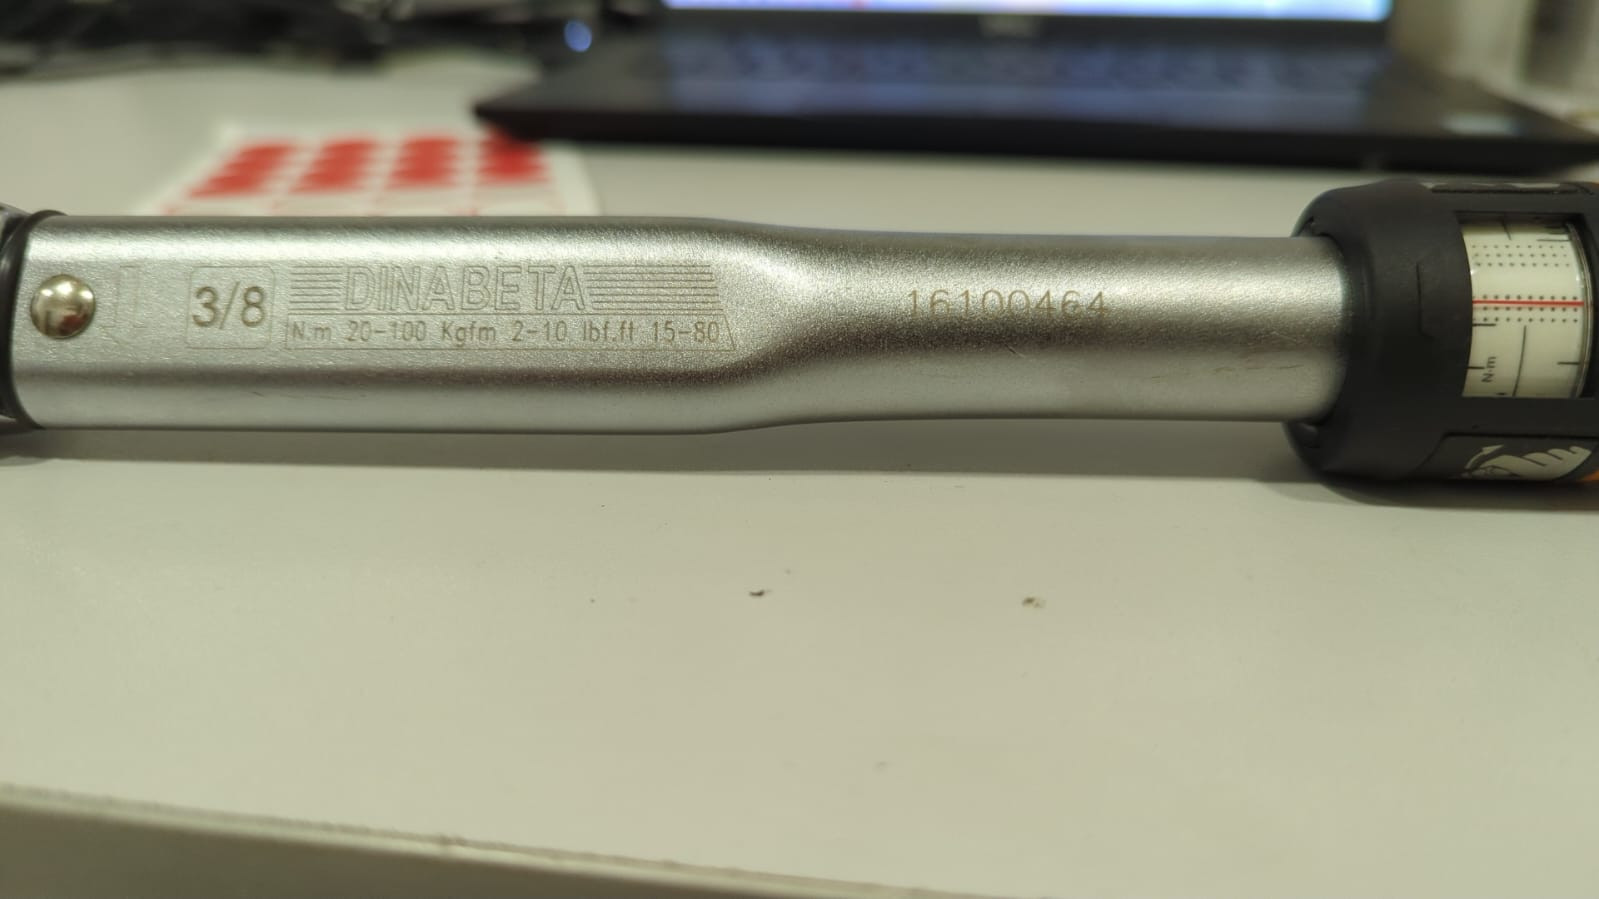 3/8
DINABETA
N.m 20-100 Kgfm 2-10 lbf.ft 15-80
16100464
N·m